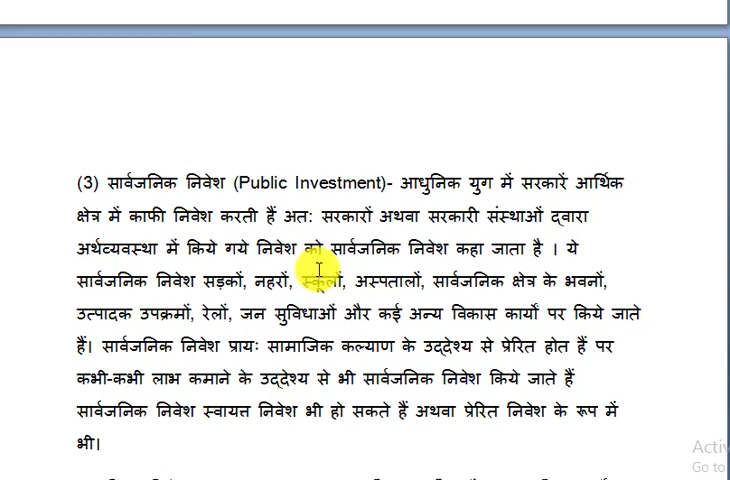 (3) सार्वजनिक निवेश (Public Investment)- आधुनिक युग में सरकारें आर्थिक
क्षेत्र में काफी निवेश करती हैं अत: सरकारों अथवा सरकारी संस्थाओं द्वारा
अर्थव्यवस्था में किये गये निवेश को सार्वजनिक निवेश कहा जाता है । ये
सार्वजनिक निवेश सड़कों, नहरों, स्कूलों, अस्पतालों, सार्वजनिक क्षेत्र के भवनों,
उत्पादक उपक्रमों, रेलों, जन सुविधाओं और कई अन्य विकास कार्यों पर किये जाते
हैं। सार्वजनिक निवेश प्रायः सामाजिक कल्याण के उद्देश्य से प्रेरित होत हैं पर
कभी-कभी लाभ कमाने के उद्देश्य से भी सार्वजनिक निवेश किये जाते हैं
सार्वजनिक निवेश स्वायत्त निवेश भी हो सकते हैं अथवा प्रेरित निवेश के रूप में
भी।
Go to